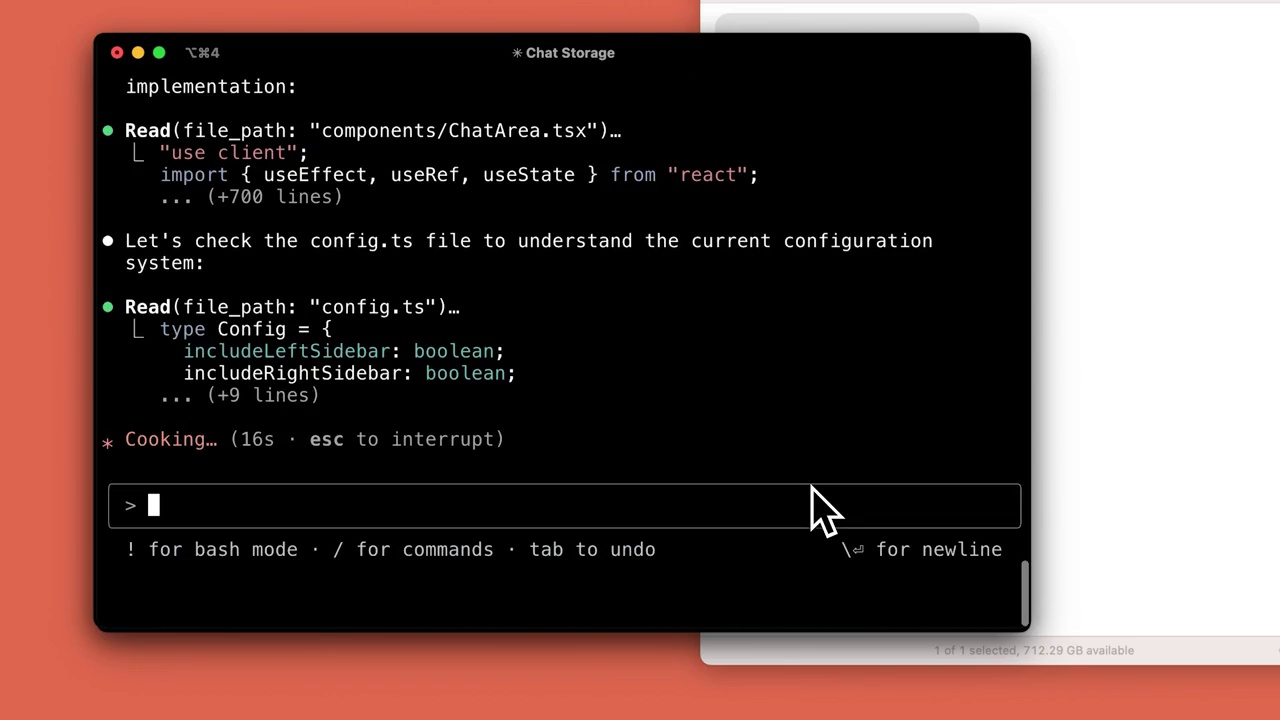 ⌥⌘4
✳ Chat Storage
implementation:
● Read(file_path: "components/ChatArea.tsx")…
⎿ "use client";
import { useEffect, useRef, useState } from "react";
... (+700 lines)
● Let's check the config.ts file to understand the current configuration
system:
● Read(file_path: "config.ts")…
⎿ type Config = {
includeLeftSidebar: boolean;
includeRightSidebar: boolean;
... (+9 lines)
* Cooking… (16s · esc to interrupt)
>
! for bash mode · / for commands · tab to undo
\⏎ for newline
1 of 1 selected, 712.29 GB available